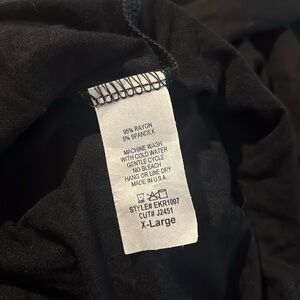 95% RAYON
5% SPANDEX
MACHINE WASH
WITH COLD WATER
GENTLE CYCLE
NO BLEACH
HANG OR LINE DRY
MADE IN U.S.A.
STYLE# EKR1007
CUT# J2451
X-Large